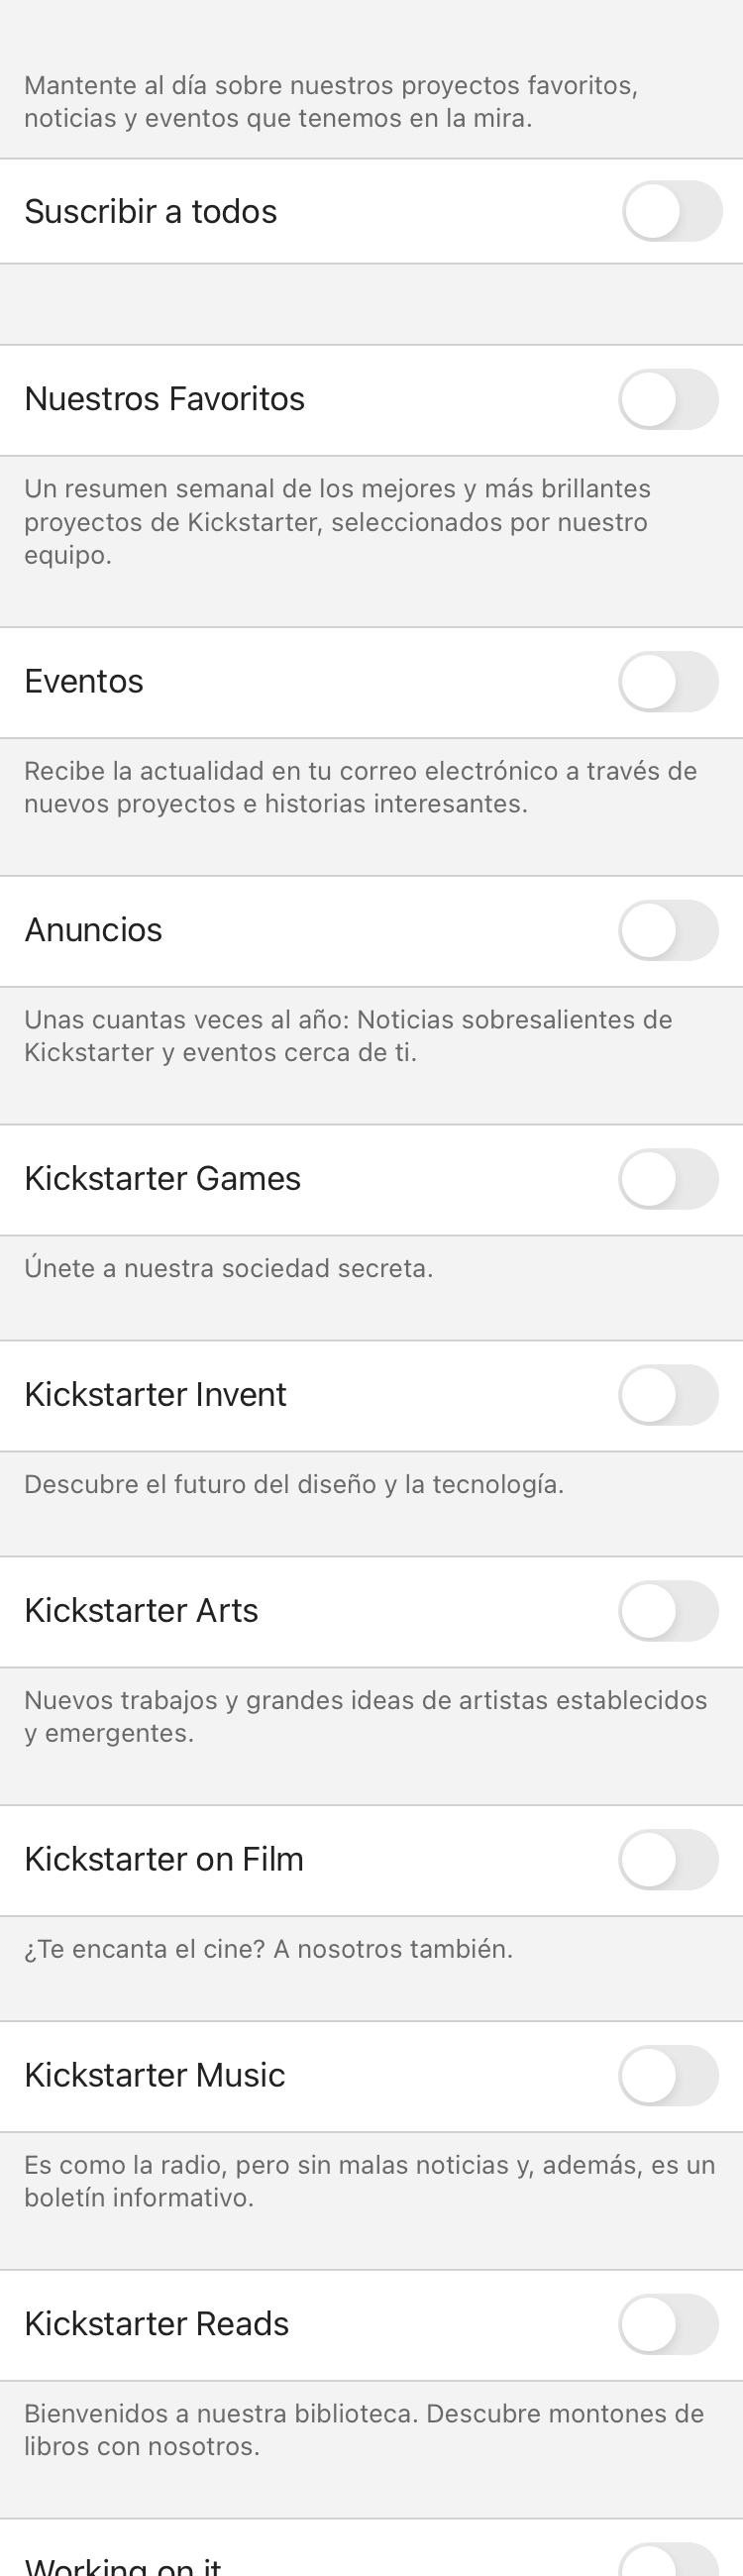 Mantente al día sobre nuestros proyectos favoritos,
noticias y eventos que tenemos en la mira.
Suscribir a todos
Nuestros Favoritos
Un resumen semanal de los mejores y más brillantes
proyectos de Kickstarter, seleccionados por nuestro
equipo.
Eventos
Recibe la actualidad en tu correo electrónico a través de
nuevos proyectos e historias interesantes.
Anuncios
Unas cuantas veces al año: Noticias sobresalientes de
Kickstarter y eventos cerca de ti.
Kickstarter Games
Únete a nuestra sociedad secreta.
Kickstarter Invent
Descubre el futuro del diseño y la tecnología.
Kickstarter Arts
Nuevos trabajos y grandes ideas de artistas establecidos
y emergentes.
Kickstarter on Film
¿Te encanta el cine? A nosotros también.
Kickstarter Music
Es como la radio, pero sin malas noticias y, además, es un
boletín informativo.
Kickstarter Reads
Bienvenidos a nuestra biblioteca. Descubre montones de
libros con nosotros.
Working on it